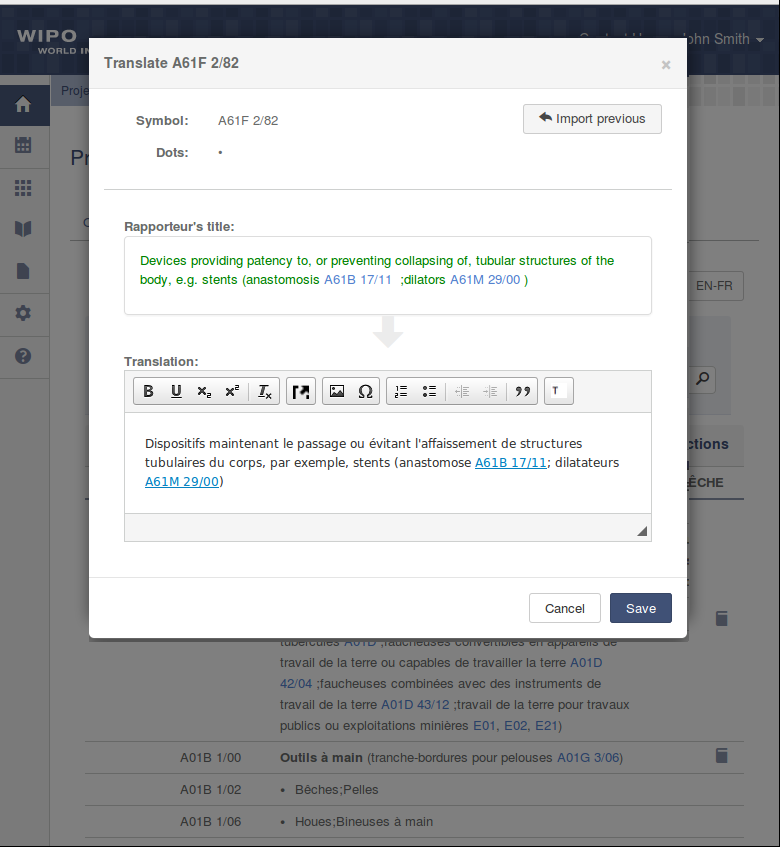 WIPO
WORLD IN
John Smith
Proje
Pr
Translate A61F 2/82
×
Symbol: A61F 2/82
Import previous
Dots: •
Rapporteur's title:
Devices providing patency to, or preventing collapsing of, tubular structures of the
body, e.g. stents (anastomosis A61B 17/11 ;dilators A61M 29/00 )
EN-FR
Translation:
B U x₂ x² Tx Ω T
Dispositifs maintenant le passage ou évitant l'affaissement de structures
tubulaires du corps, par exemple, stents (anastomose A61B 17/11; dilatateurs
A61M 29/00)
ctions
ÊCHE
Cancel Save
tubercules A01D ;faucheuses convertibles en appareils de
travail de la terre ou capables de travailler la terre A01D
42/04 ;faucheuses combinées avec des instruments de
travail de la terre A01D 43/12 ;travail de la terre pour travaux
publics ou exploitations minières E01, E02, E21)
A01B 1/00 Outils à main (tranche-bordures pour pelouses A01G 3/06)
A01B 1/02 • Bêches;Pelles
A01B 1/06 • Houes;Bineuses à main